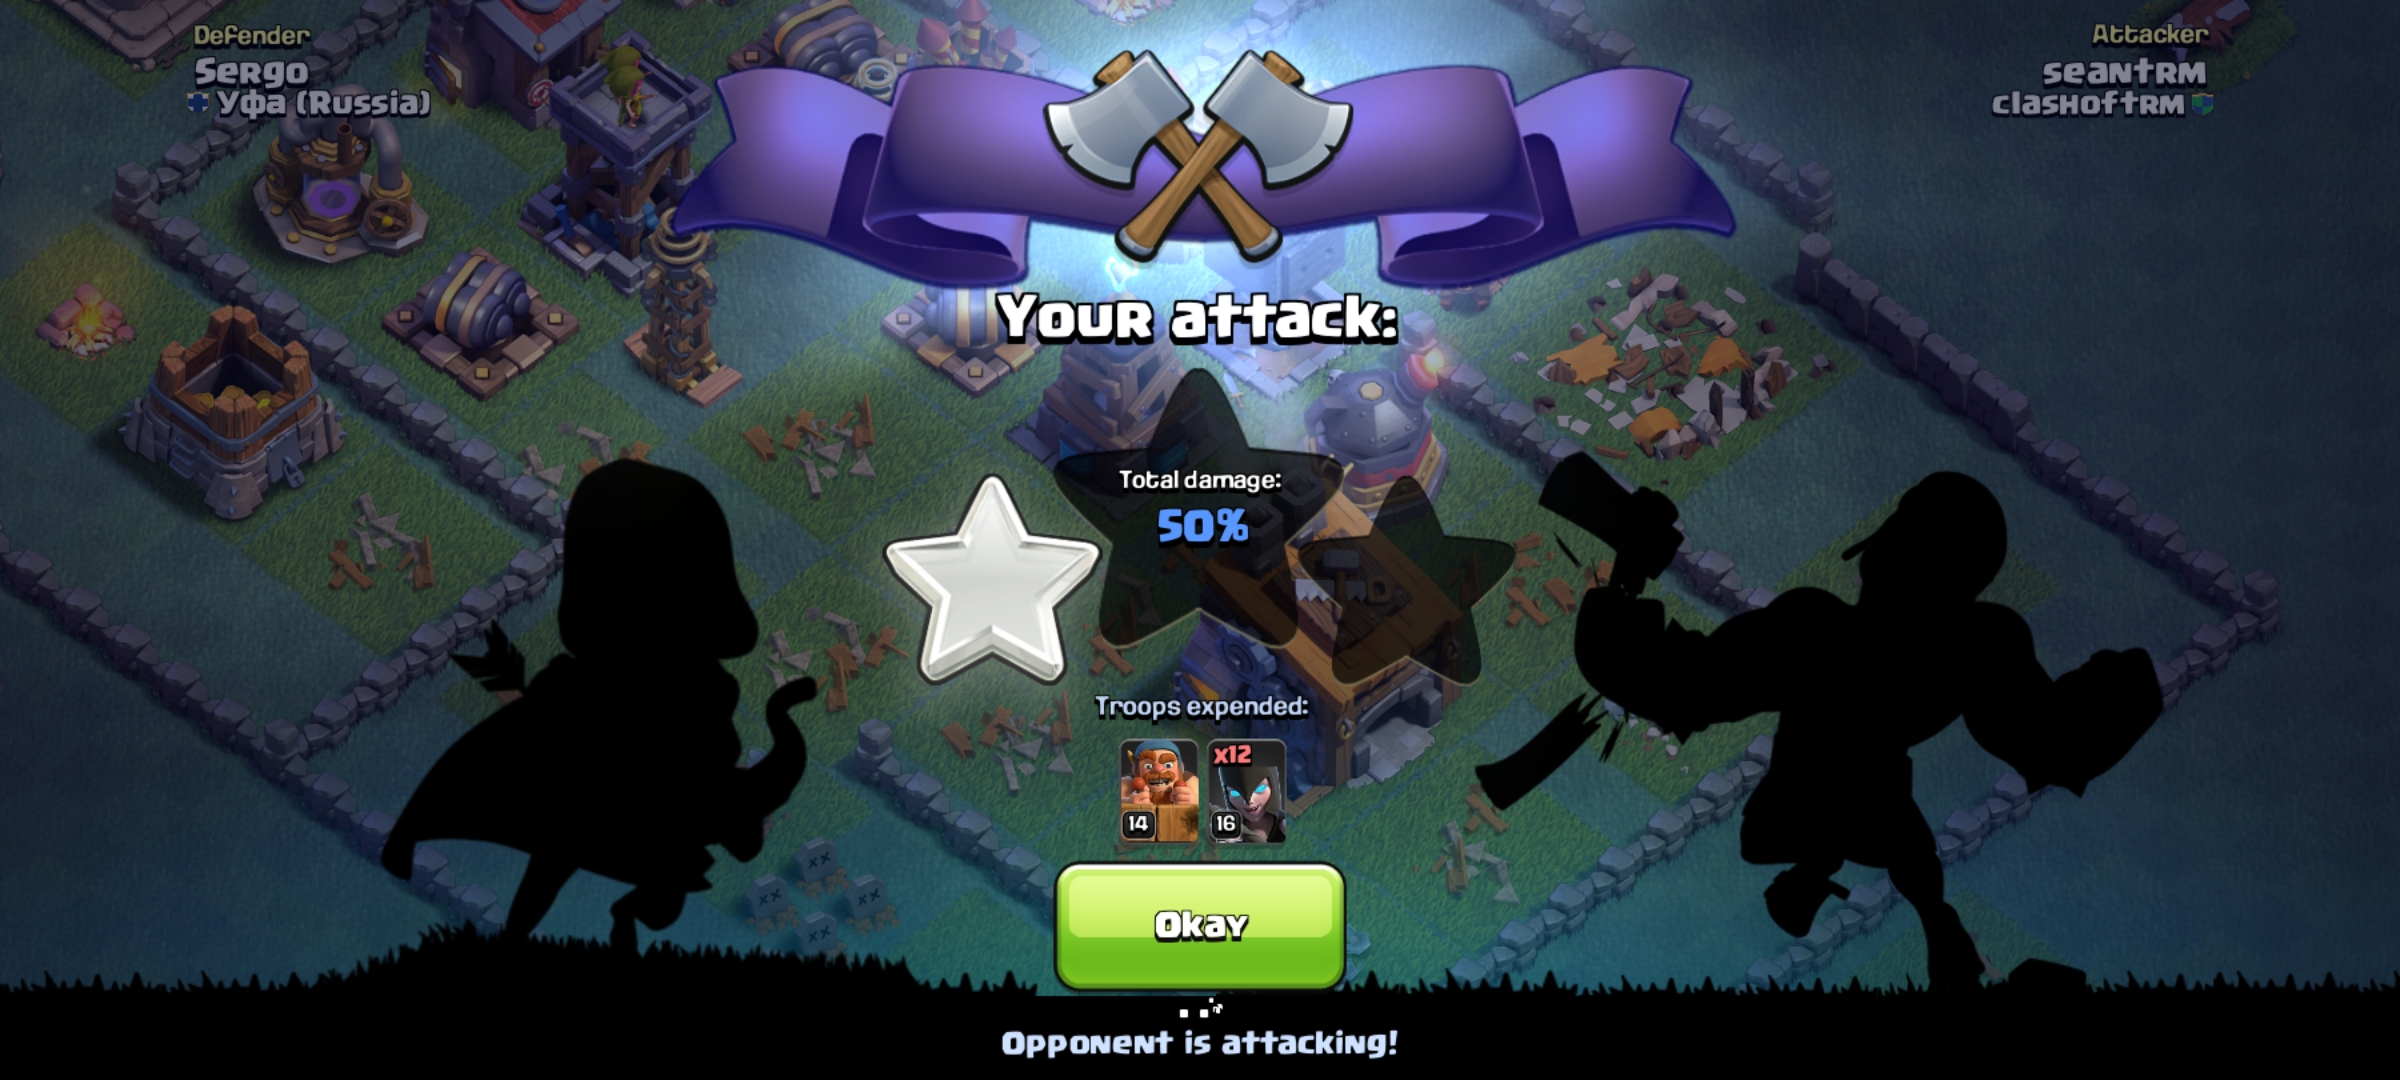 Defender
Sergo
Уфа (Russia)
Attacker
seantRM
clashoftRM
Your attack:
Total damage:
50%
Troops expended:
x12
14
16
Okay
Opponent is attacking!